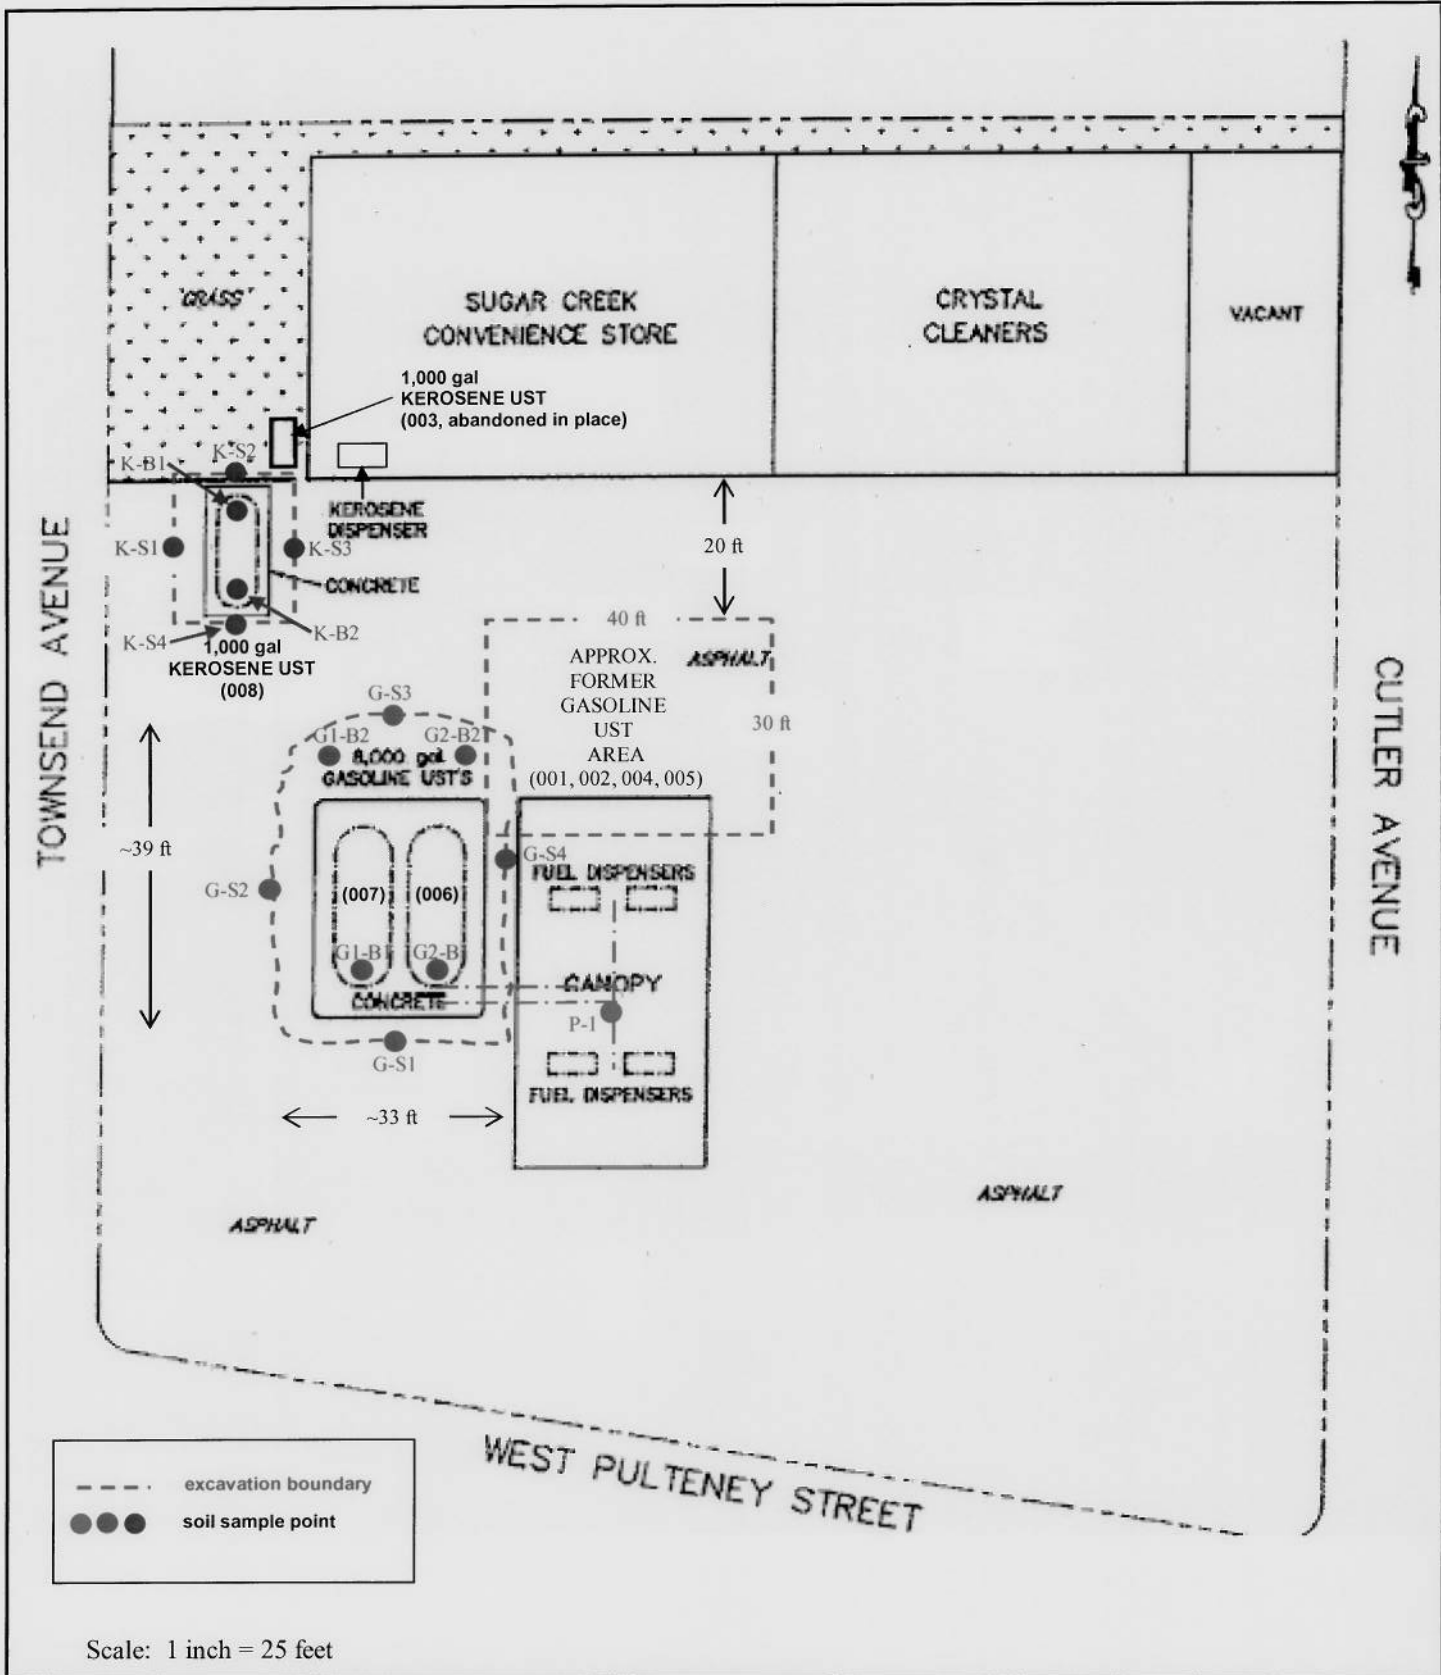 GRASS
SUGAR CREEK
CONVENIENCE STORE
CRYSTAL
CLEANERS
VACANT
1,000 gal
KEROSENE UST
(003, abandoned in place)
K-S2
K-B1
KEROSENE
DISPENSER
K-S1
K-S3
CONCRETE
K-S4
K-B2
1,000 gal
KEROSENE UST
(008)
20 ft
40 ft
APPROX.
FORMER
GASOLINE
UST
AREA
(001, 002, 004, 005)
ASPHALT
30 ft
TOWNSEND AVENUE
CUTLER AVENUE
G-S3
G1-B2
G2-B2
8,000 gal
GASOLINE UST'S
~39 ft
G-S2
(007)
(006)
G-S4
FUEL DISPENSERS
G1-B1
G2-B
CANOPY
CONCRETE
P-1
G-S1
FUEL DISPENSERS
~33 ft
ASPHALT
ASPHALT
WEST PULTENEY STREET
excavation boundary
soil sample point
Scale: 1 inch = 25 feet